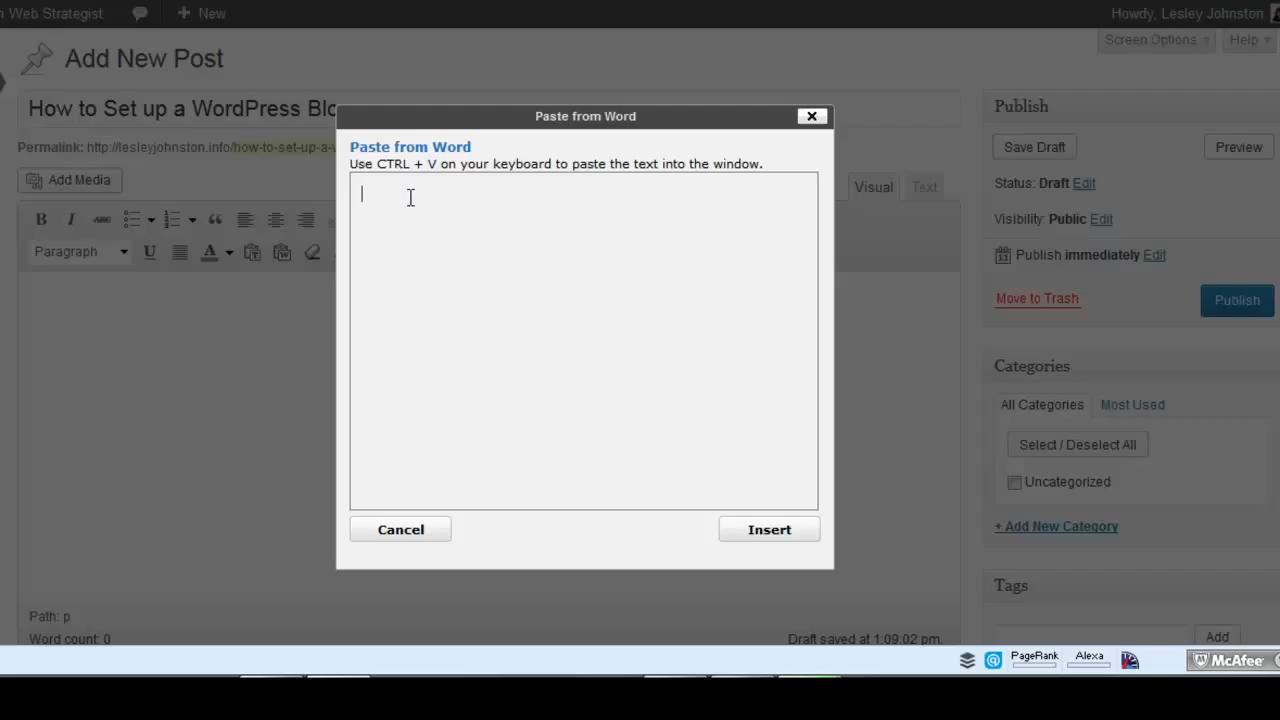 n Web Strategist
New
Howdy, Lesley Johnston
Screen Options
Help
Add New Post
How to Set up a WordPress Blo
Permalink: http://lesleyjohnston.info/how-to-set-up-a-
Add Media
Visual
Text
B I ABC
Paragraph
U
A
Paste from Word
Paste from Word
Use CTRL + V on your keyboard to paste the text into the window.
Cancel
Insert
Path: p
Word count: 0
Draft saved at 1:09:02 pm.
Publish
Save Draft
Preview
Status: Draft Edit
Visibility: Public Edit
Publish immediately Edit
Move to Trash
Publish
Categories
All Categories
Most Used
Select / Deselect All
Uncategorized
+ Add New Category
Tags
Add
PageRank
Alexa
McAfee